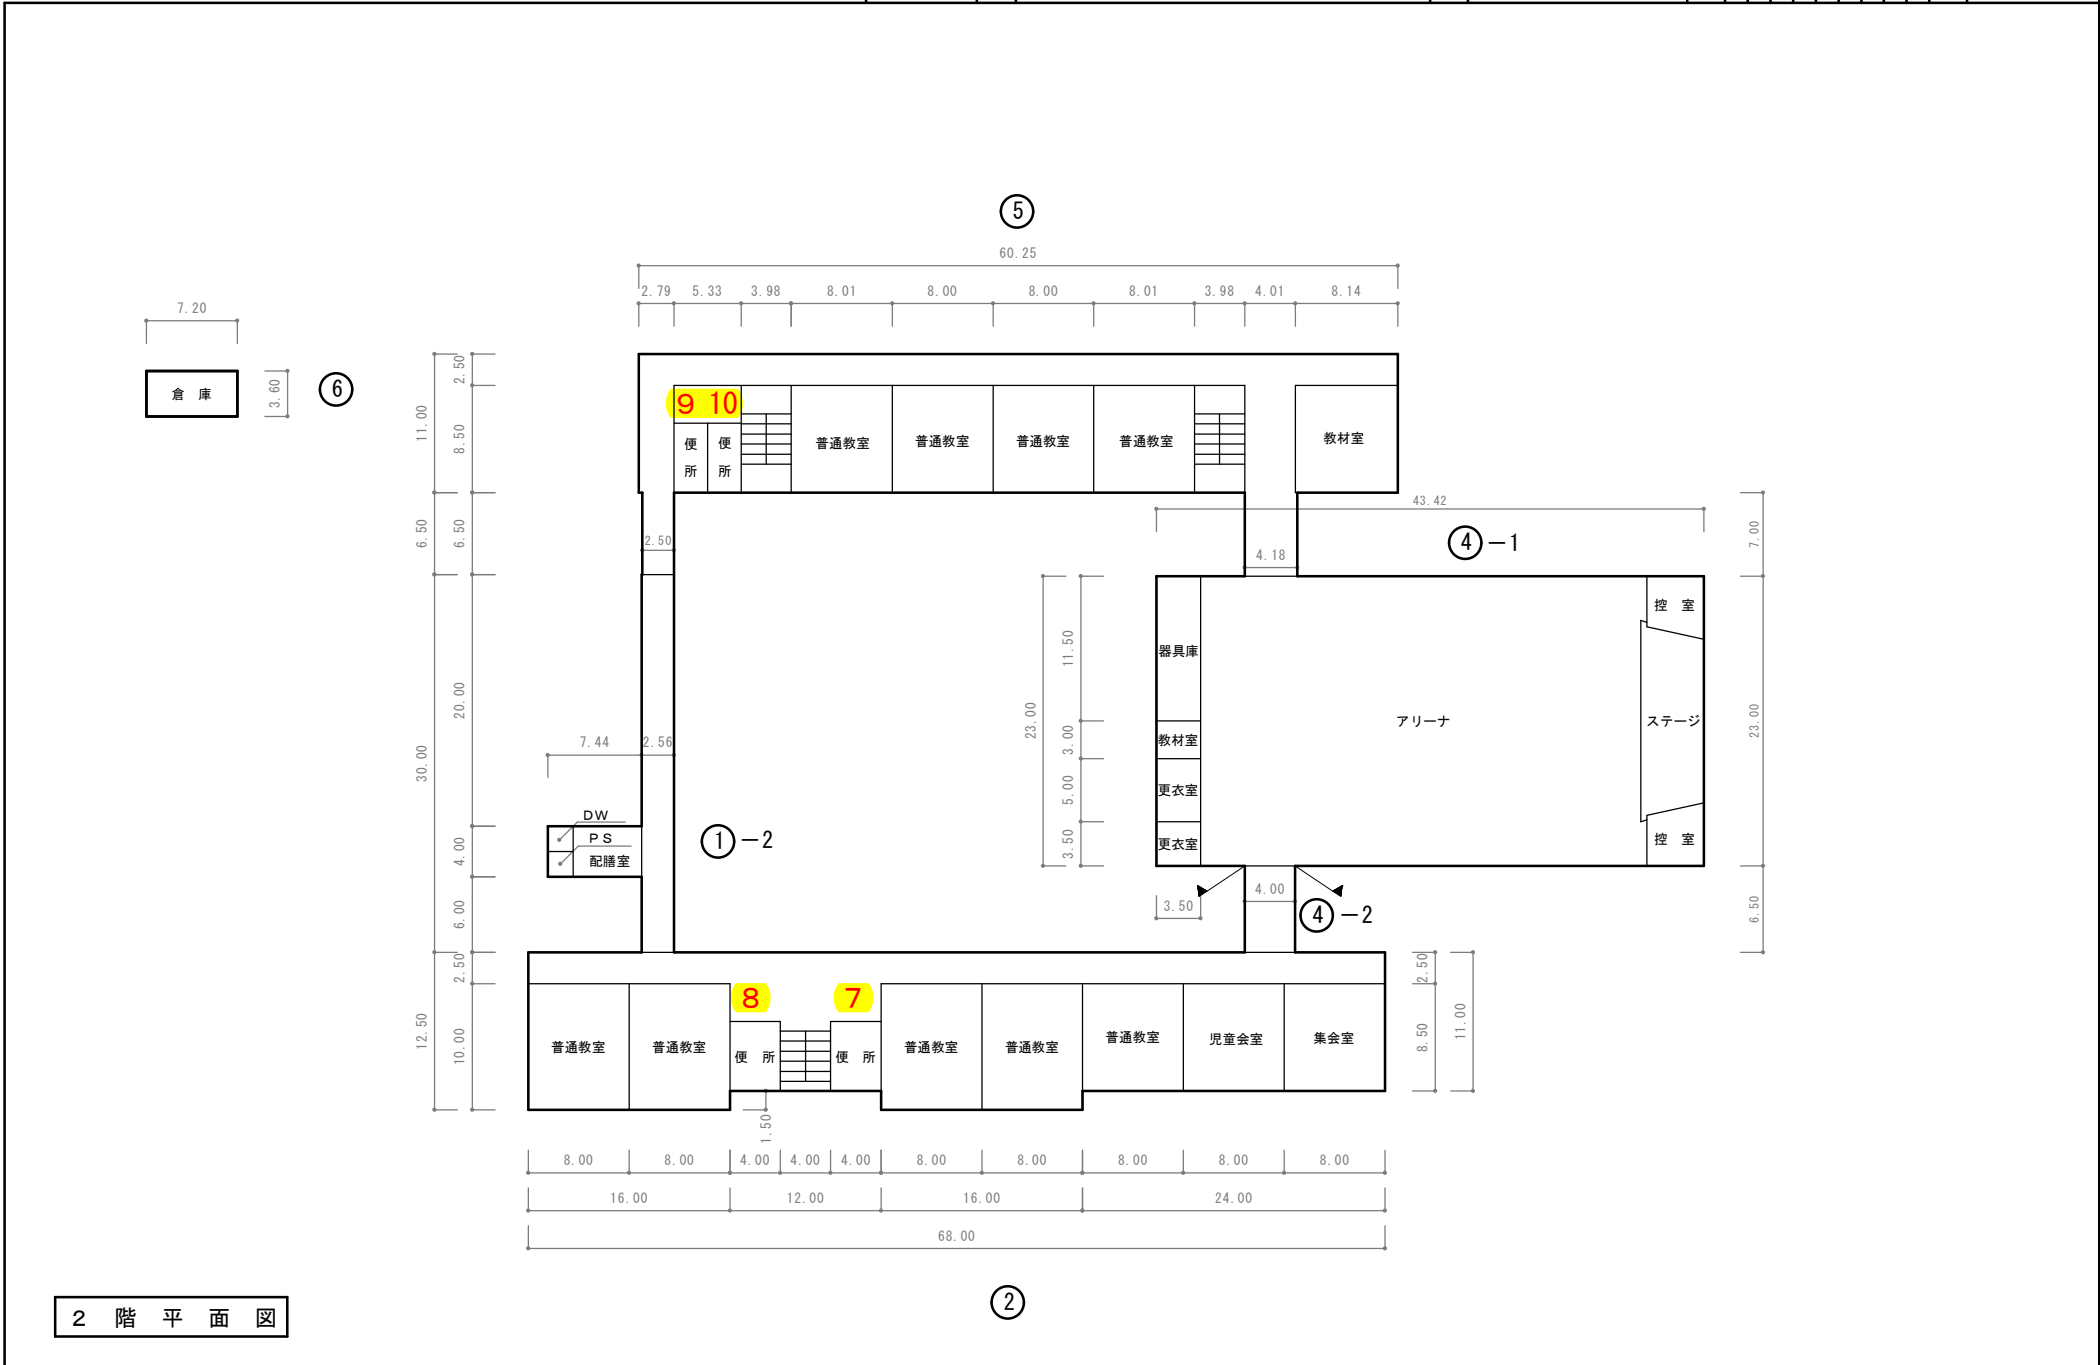 ⑤
60.25
2.79 5.33 3.98 8.01 8.00 8.00 8.01 3.98 4.01 8.14
7.20
倉 庫
3.60
⑥
11.00
2.50
8.50
9 10
便所
便所
普通教室
普通教室
普通教室
普通教室
教材室
43.42
6.50
6.50
2.50
4.18
④－1
7.00
30.00
20.00
23.00
11.50
3.00
5.00
3.50
器具庫
教材室
更衣室
更衣室
アリーナ
控 室
ステージ
控 室
23.00
7.44
2.56
DW
PS
配膳室
①－2
4.00
6.00
3.50
4.00
④－2
6.50
12.50
2.50
10.00
8
7
普通教室
普通教室
便 所
便 所
普通教室
普通教室
普通教室
児童会室
集会室
2.50
8.50
11.00
1.50
8.00 8.00 4.00 4.00 4.00 8.00 8.00 8.00 8.00 8.00
16.00 12.00 16.00 24.00
68.00
②
2 階 平 面 図